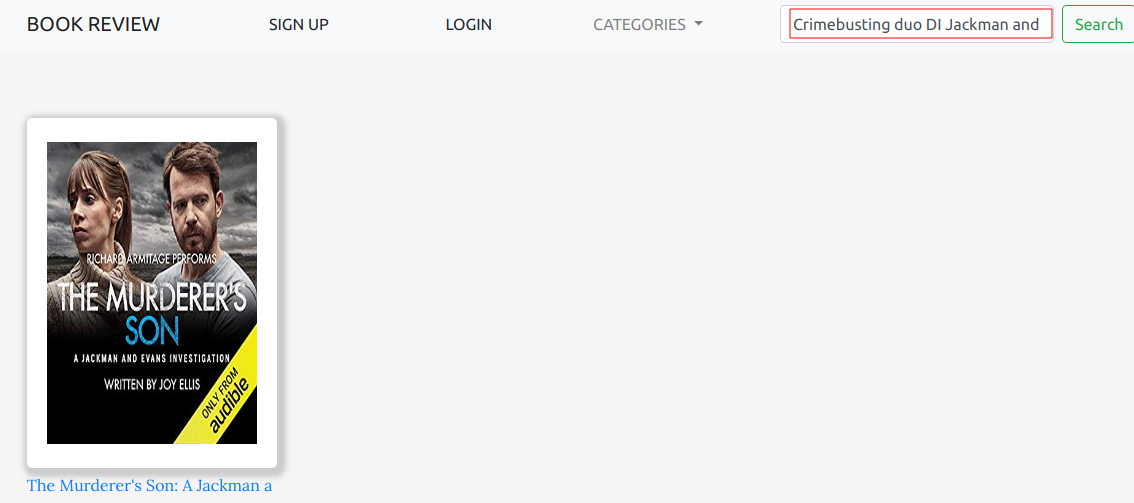 BOOK REVIEW SIGN UP LOGIN CATEGORIES Crimebusting duo DI Jackman and Search
RICHARD ARMITAGE PERFORMS
THE MURDERER'S
SON
A JACKMAN AND EVANS INVESTIGATION
WRITTEN BY JOY ELLIS
ONLY FROM
audible
The Murderer's Son: A Jackman a